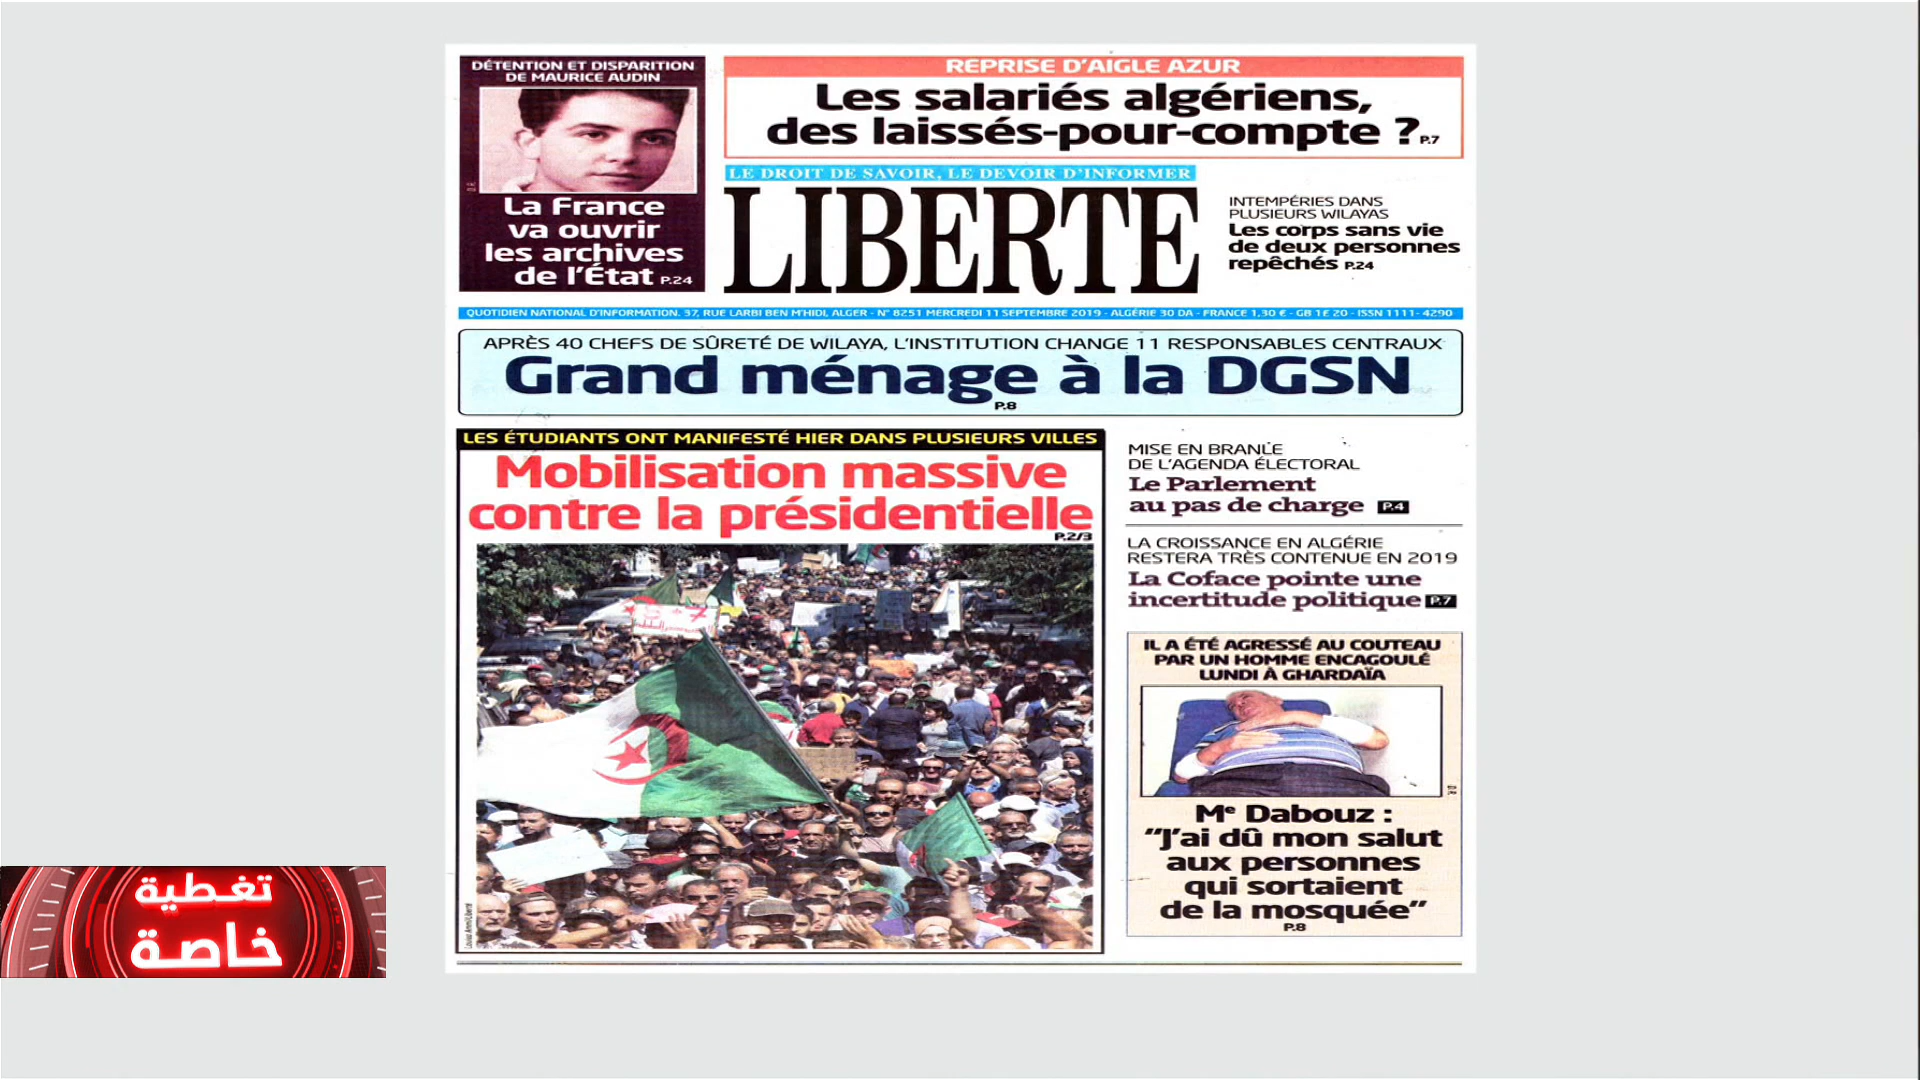 DÉTENTION ET DISPARITION
DE MAURICE AUDIN
La France
va ouvrir
les archives
de l'État P.24
REPRISE D'AIGLE AZUR
Les salariés algériens,
des laissés-pour-compte ? P.7
LE DROIT DE SAVOIR, LE DEVOIR D'INFORMER
LIBERTE
INTEMPÉRIES DANS
PLUSIEURS WILAYAS
Les corps sans vie
de deux personnes
repêchés P.24
QUOTIDIEN NATIONAL D'INFORMATION. 37, RUE LARBI BEN M'HIDI, ALGER - N° 8251 MERCREDI 11 SEPTEMBRE 2019 - ALGÉRIE 30 DA - FRANCE 1,30 € - GB 1£ 20 - ISSN 1111- 4290
APRÈS 40 CHEFS DE SÛRETÉ DE WILAYA, L'INSTITUTION CHANGE 11 RESPONSABLES CENTRAUX
Grand ménage à la DGSN
P.8
LES ÉTUDIANTS ONT MANIFESTÉ HIER DANS PLUSIEURS VILLES
Mobilisation massive
contre la présidentielle
P.2/3
MISE EN BRANLE
DE L'AGENDA ÉLECTORAL
Le Parlement
au pas de charge P.4
LA CROISSANCE EN ALGÉRIE
RESTERA TRÈS CONTENUE EN 2019
La Coface pointe une
incertitude politique P.7
IL A ÉTÉ AGRESSÉ AU COUTEAU
PAR UN HOMME ENCAGOULÉ
LUNDI À GHARDAÏA
Me Dabouz :
"J'ai dû mon salut
aux personnes
qui sortaient
de la mosquée"
P.8
تغطية
خاصة